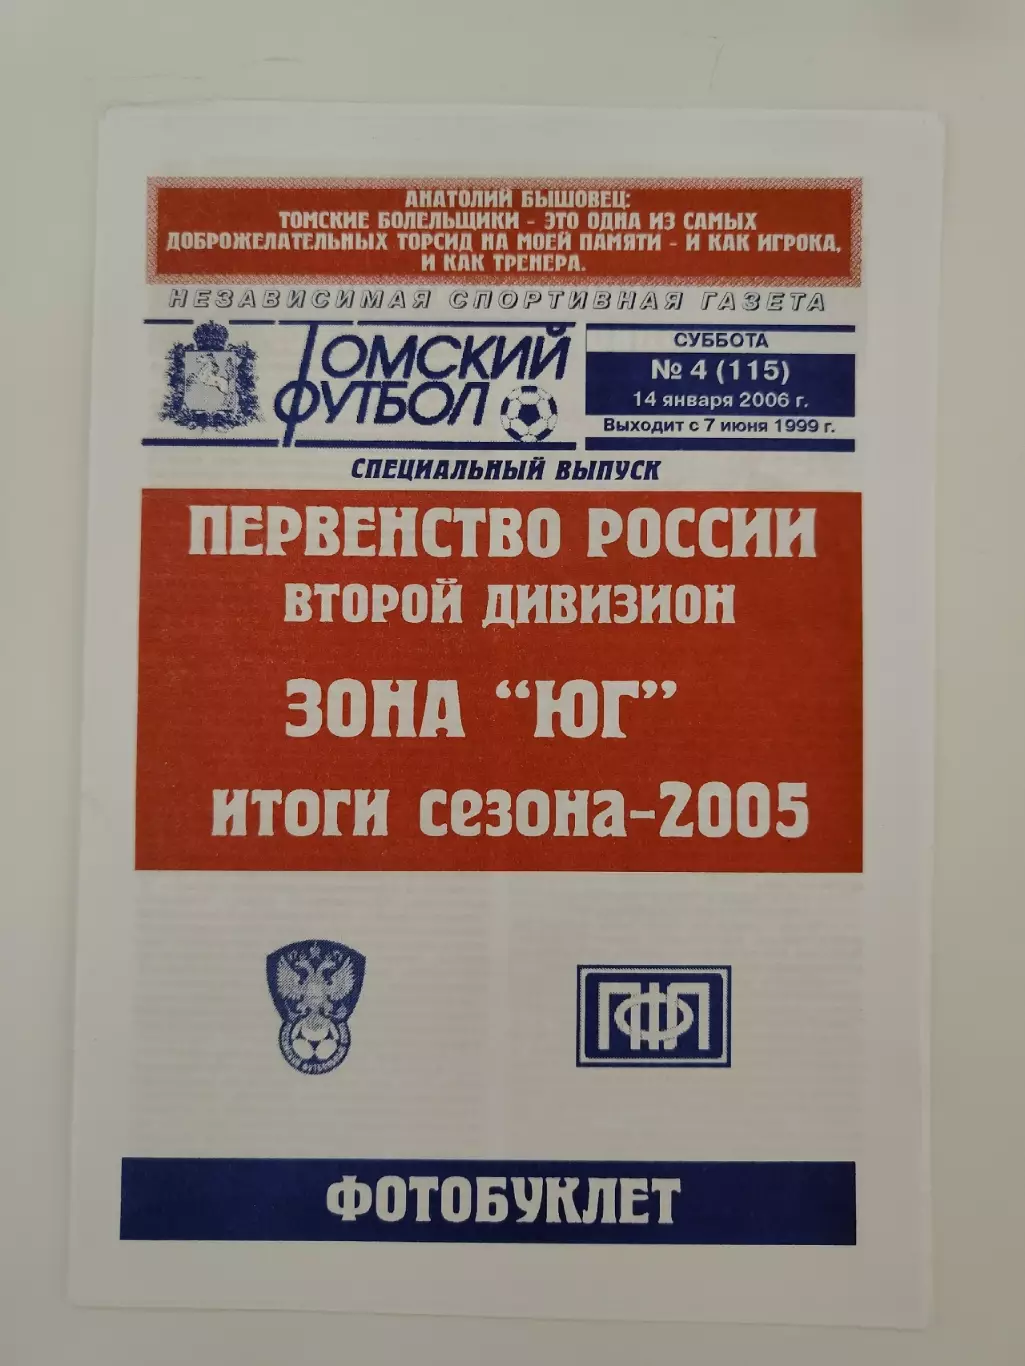 АНАТОЛИЙ БЫШОВЕЦ:
ТОМСКИЕ БОЛЕЛЬЩИКИ - ЭТО ОДНА ИЗ САМЫХ
ДОБРОЖЕЛАТЕЛЬНЫХ ТОРСИД НА МОЕЙ ПАМЯТИ - И КАК ИГРОКА,
И КАК ТРЕНЕРА.
НЕЗАВИСИМАЯ СПОРТИВНАЯ ГАЗЕТА
ТОМСКИЙ
ФУТБОЛ
СУББОТА
№ 4 (115)
14 января 2006 г.
Выходит с 7 июня 1999 г.
СПЕЦИАЛЬНЫЙ ВЫПУСК
ПЕРВЕНСТВО РОССИИ
ВТОРОЙ ДИВИЗИОН
ЗОНА “ЮГ”
ИТОГИ СЕЗОНА-2005
ПФЛ
ФОТОБУКЛЕТ